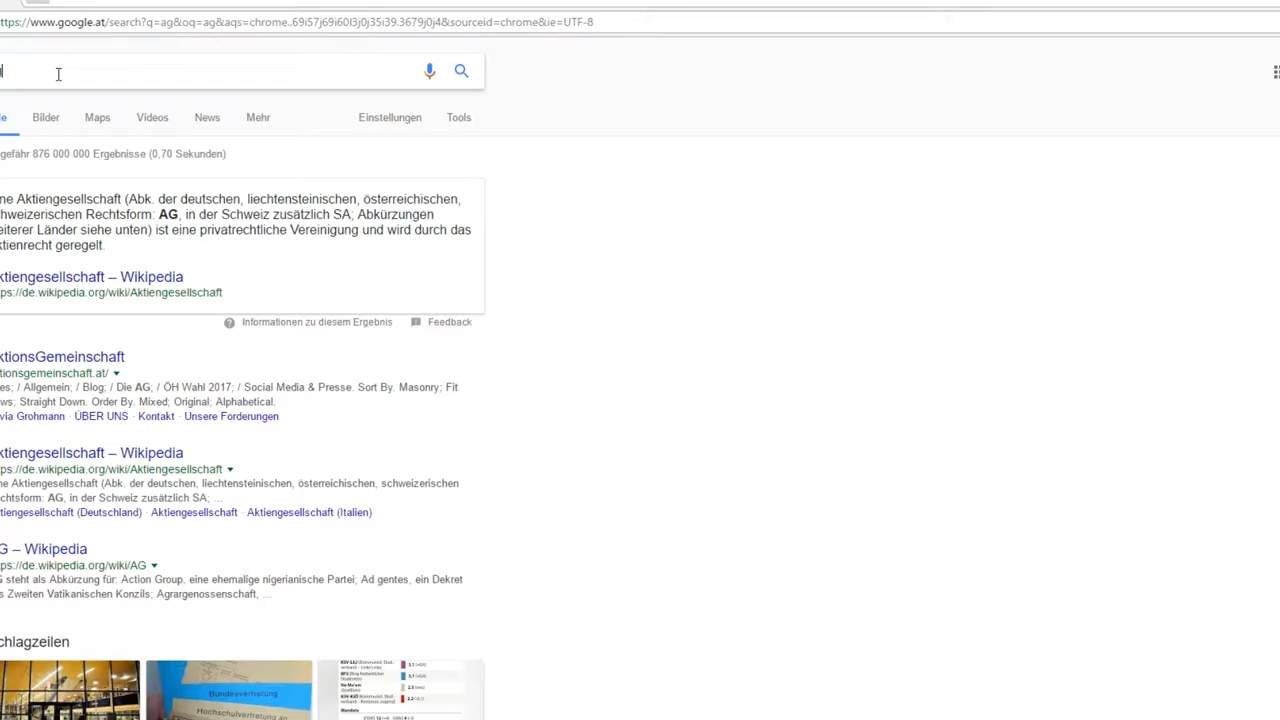 https://www.google.at/search?q=ag&oq=ag&aqs=chrome..69i57j69i60l3j0j35i39.3679j0j4&sourceid=chrome&ie=UTF-8
le Bilder Maps Videos News Mehr Einstellungen Tools
gefähr 876 000 000 Ergebnisse (0,70 Sekunden)
ne Aktiengesellschaft (Abk. der deutschen, liechtensteinischen, österreichischen,
hweizerischen Rechtsform: AG, in der Schweiz zusätzlich SA; Abkürzungen
eiterer Länder siehe unten) ist eine privatrechtliche Vereinigung und wird durch das
ktienrecht geregelt.
ktiengesellschaft – Wikipedia
ps://de.wikipedia.org/wiki/Aktiengesellschaft
Informationen zu diesem Ergebnis Feedback
ktionsGemeinschaft
tionsgemeinschaft.at/
es; / Allgemein; / Blog; / Die AG; / ÖH Wahl 2017; / Social Media & Presse. Sort By. Masonry; Fit
ws; Straight Down. Order By. Mixed; Original; Alphabetical.
via Grohmann · ÜBER UNS · Kontakt · Unsere Forderungen
ktiengesellschaft – Wikipedia
ps://de.wikipedia.org/wiki/Aktiengesellschaft
ne Aktiengesellschaft (Abk. der deutschen, liechtensteinischen, österreichischen, schweizerischen
chtsform: AG, in der Schweiz zusätzlich SA; ...
tiengesellschaft (Deutschland) · Aktiengesellschaft · Aktiengesellschaft (Italien)
G – Wikipedia
ps://de.wikipedia.org/wiki/AG
G steht als Abkürzung für: Action Group, eine ehemalige nigerianische Partei; Ad gentes, ein Dekret
s Zweiten Vatikanischen Konzils; Agrargenossenschaft, ...
chlagzeilen
Bundesvertretung
Hochschulvertretung an